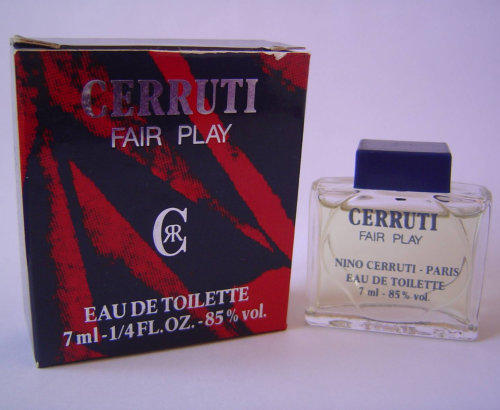 CERRUTI
FAIR PLAY
EAU DE TOILETTE
7 ml - 1/4 FL. OZ. - 85 % vol.
CERRUTI
FAIR PLAY
NINO CERRUTI - PARIS
EAU DE TOILETTE
7 ml - 85 % vol.